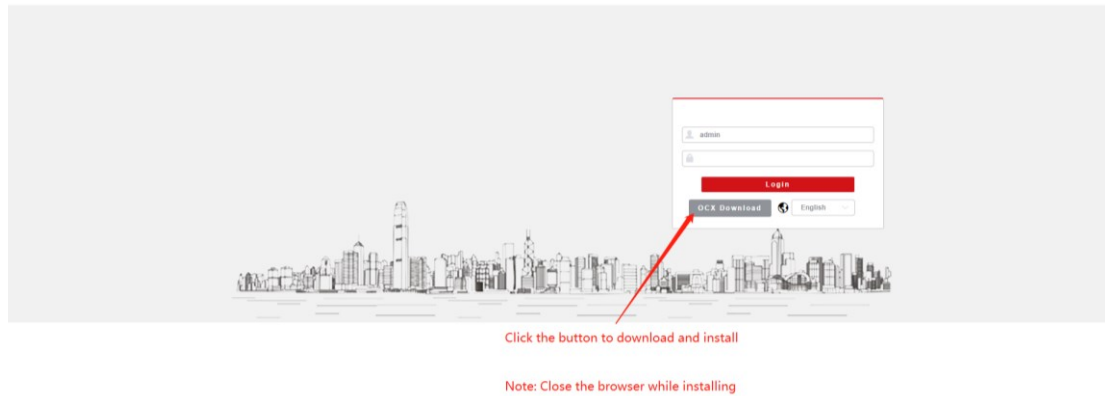 admin
Login
OCX Download
English
Click the button to download and install
Note: Close the browser while installing